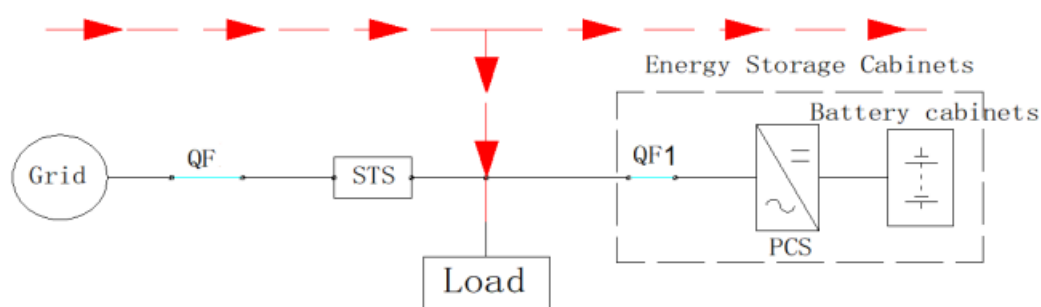 Energy Storage Cabinets
Battery cabinets
QF
QF1
Grid
STS
PCS
Load